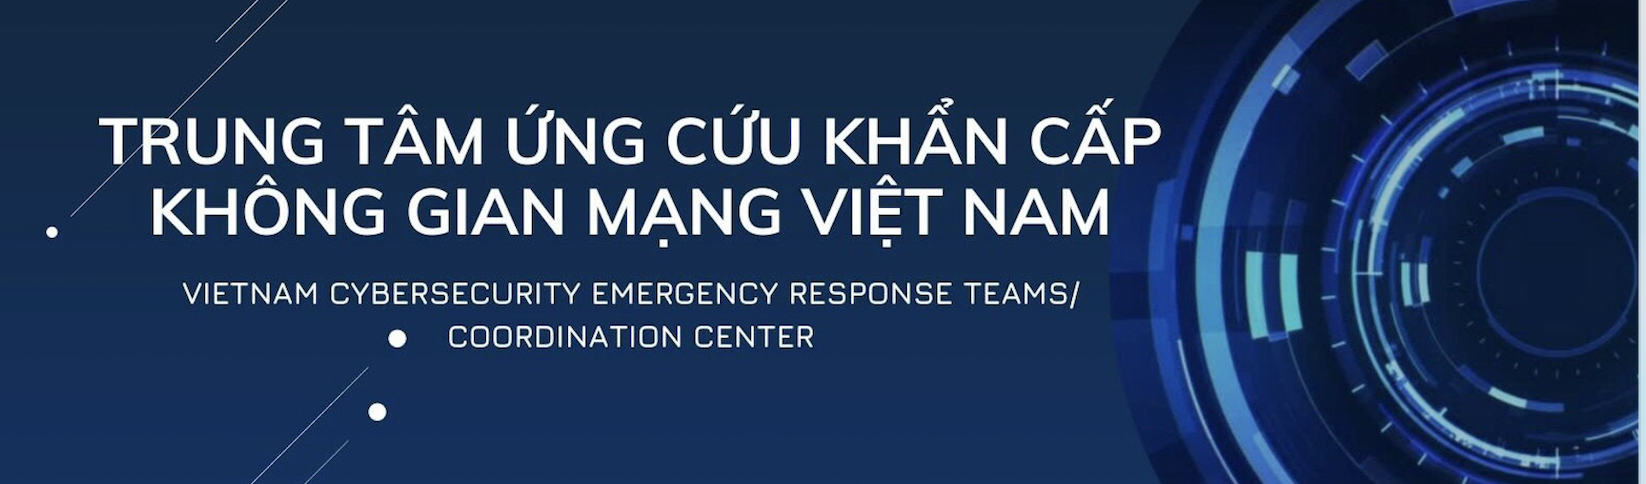 TRUNG TÂM ỨNG CỨU KHẨN CẤP
KHÔNG GIAN MẠNG VIỆT NAM
VIETNAM CYBERSECURITY EMERGENCY RESPONSE TEAMS/
COORDINATION CENTER